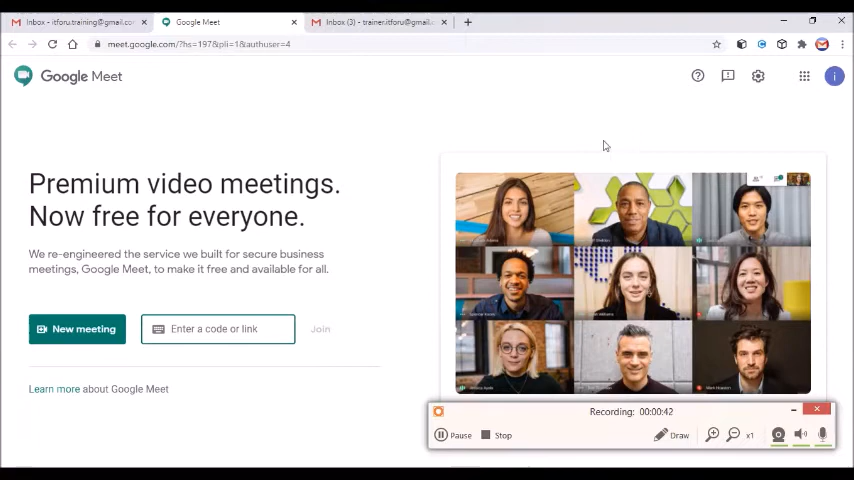 Inbox - itforu.training@gmail.co
Google Meet
Inbox (3) - trainer.itforu@gmail.c
meet.google.com/?hs=197&pli=1&authuser=4
Google Meet
i
Premium video meetings.
Now free for everyone.
We re-engineered the service we built for secure business
meetings, Google Meet, to make it free and available for all.
New meeting
Enter a code or link
Join
Learn more about Google Meet
Recording: 00:00:42
Pause
Stop
Draw
x1